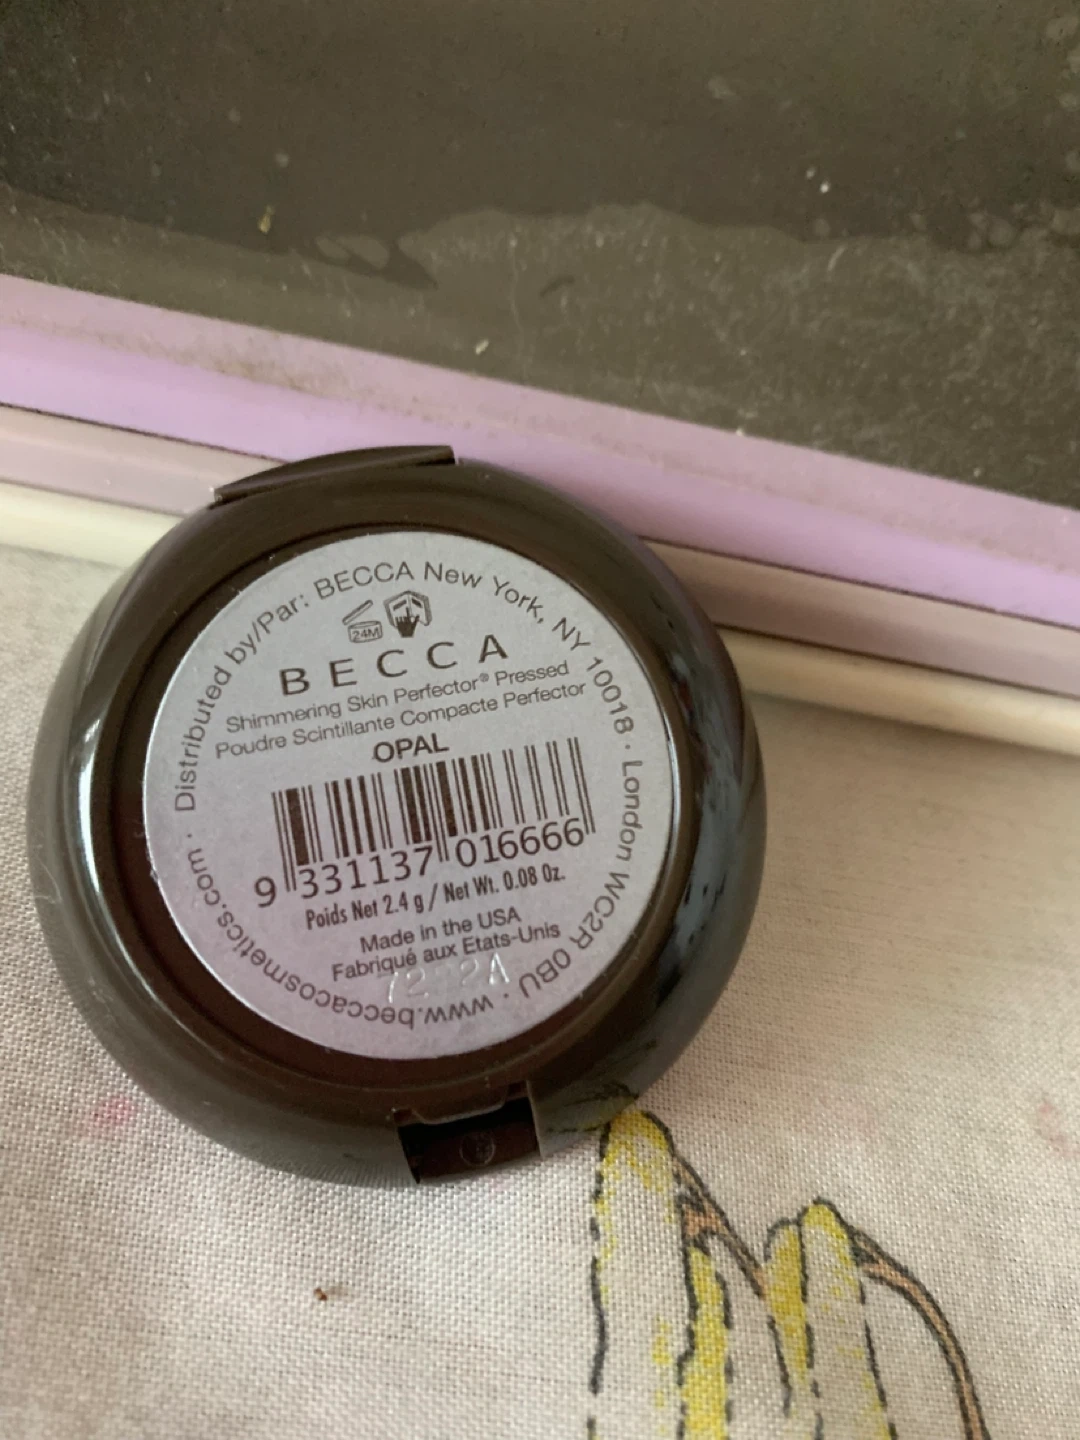 Distributed by/Par: BECCA New York, NY 10018 · London WC2R 0BU · www.beccacosmetics.com ·
24M
BECCA
Shimmering Skin Perfector® Pressed
Poudre Scintillante Compacte Perfector
OPAL
9 331137 016666
Poids Net 2.4 g / Net Wt. 0.08 Oz.
Made in the USA
Fabriqué aux Etats-Unis